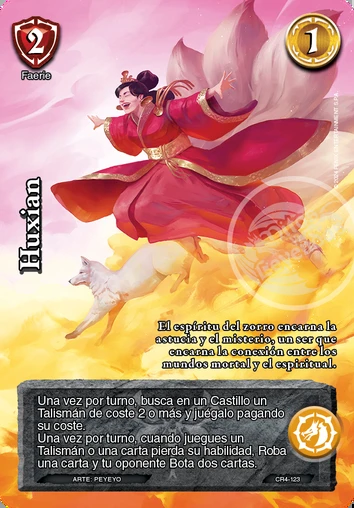 2
1
Faerie
Huxian
El espíritu del zorro encarna la
astucia y el misterio, un ser que
encarna la conexión entre los
mundos mortal y el espiritual.
Una vez por turno, busca en un Castillo un
Talismán de coste 2 o más y juégalo pagando
su coste.
Una vez por turno, cuando juegues un
Talismán o una carta pierda su habilidad, Roba
una carta y tu oponente Bota dos cartas.
ARTE: PEYEYO
CR4-123